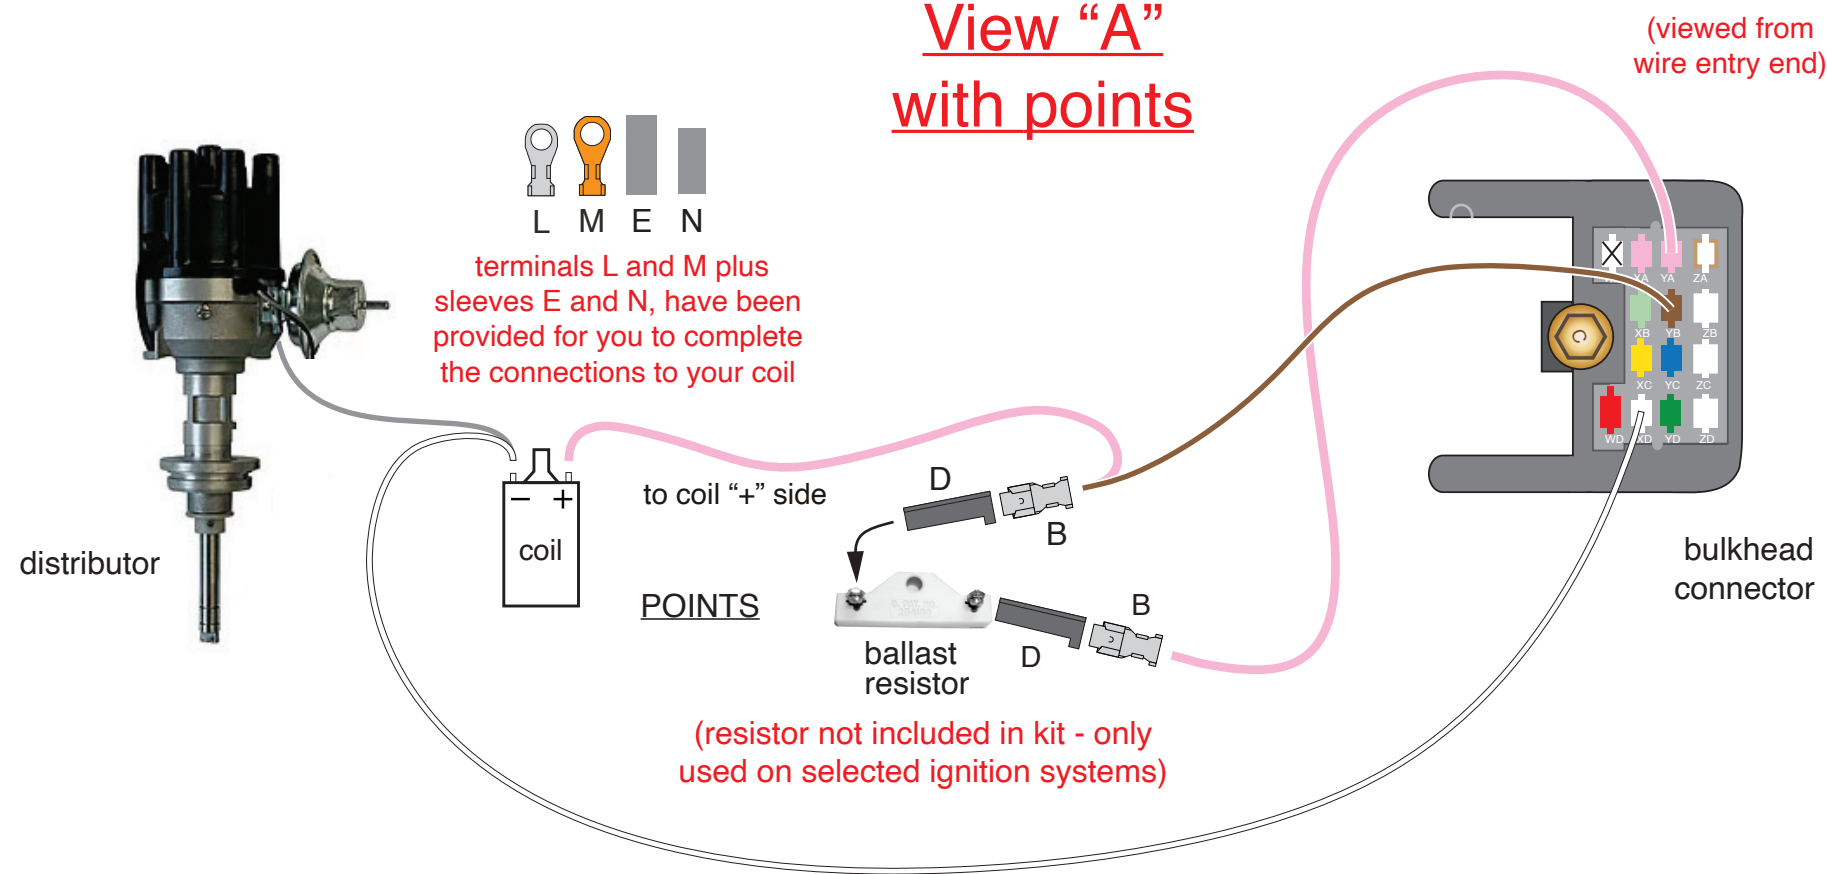 View “A”
with points
(viewed from
wire entry end)
L M E N
terminals L and M plus
sleeves E and N, have been
provided for you to complete
the connections to your coil
XA YA ZA
XB YB ZB
XC YC ZC
WD XD YD ZD
to coil “+” side
D
B
− +
coil
distributor
POINTS
B
D
ballast
resistor
bulkhead
connector
(resistor not included in kit - only
used on selected ignition systems)